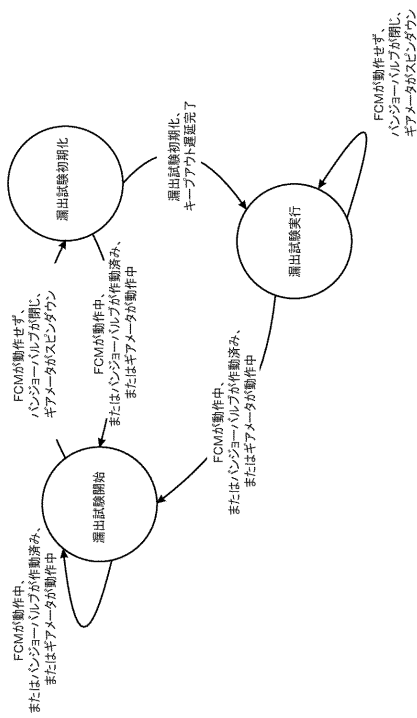 FCMが動作中、
またはバンジョーバルブが作動済み、
またはギアメータが動作中
漏出試験開始
FCMが動作せず、
バンジョーバルブが閉じ、
ギアメータがスピンダウン
FCMが動作中、
またはバンジョーバルブが作動済み、
またはギアメータが動作中
漏出試験初期化
漏出試験初期化、
キープアウト遅延完了
FCMが動作中、
またはバンジョーバルブが作動済み、
またはギアメータが動作中
漏出試験実行
FCMが動作せず、
バンジョーバルブが閉じ、
ギアメータがスピンダウン